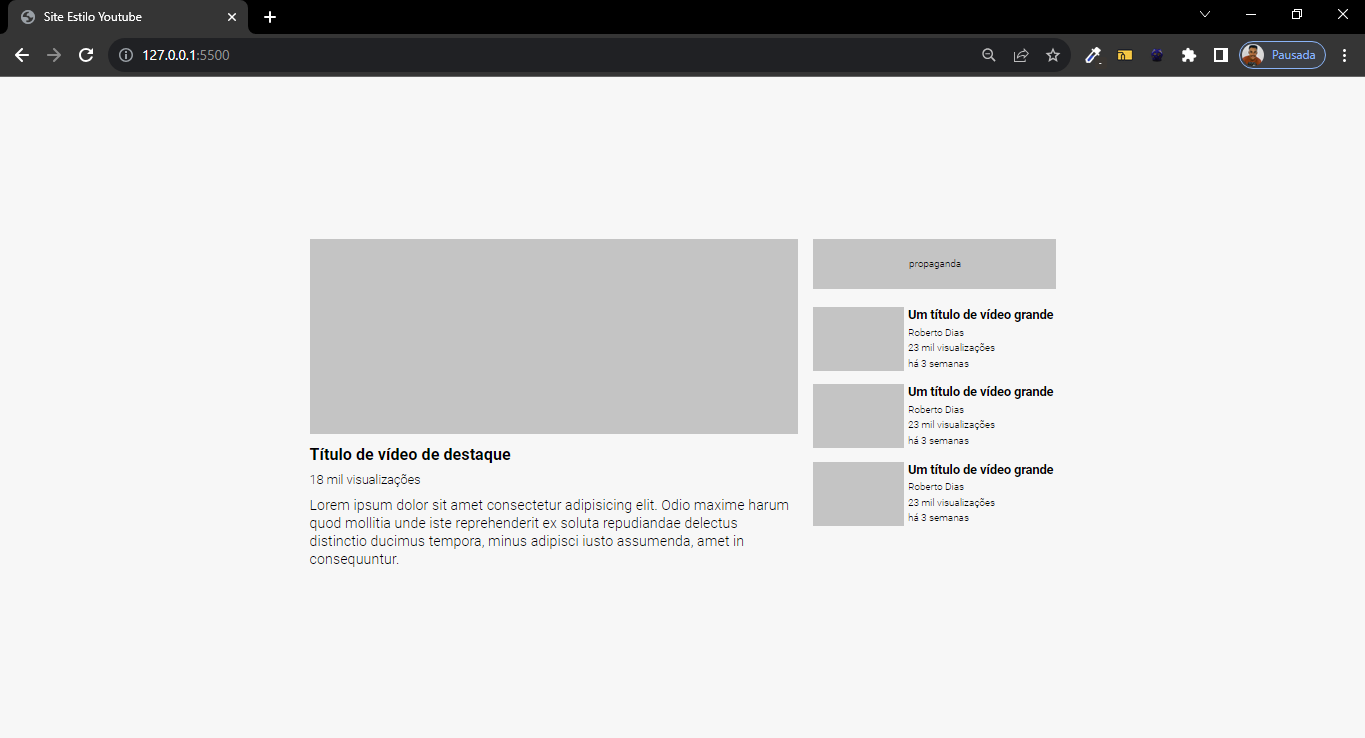 Site Estilo Youtube
127.0.0.1:5500
Pausada
propaganda
Título de vídeo de destaque
18 mil visualizações
Lorem ipsum dolor sit amet consectetur adipisicing elit. Odio maxime harum
quod mollitia unde iste reprehenderit ex soluta repudiandae delectus
distinctio ducimus tempora, minus adipisci iusto assumenda, amet in
consequuntur.
Um título de vídeo grande
Roberto Dias
23 mil visualizações
há 3 semanas
Um título de vídeo grande
Roberto Dias
23 mil visualizações
há 3 semanas
Um título de vídeo grande
Roberto Dias
23 mil visualizações
há 3 semanas